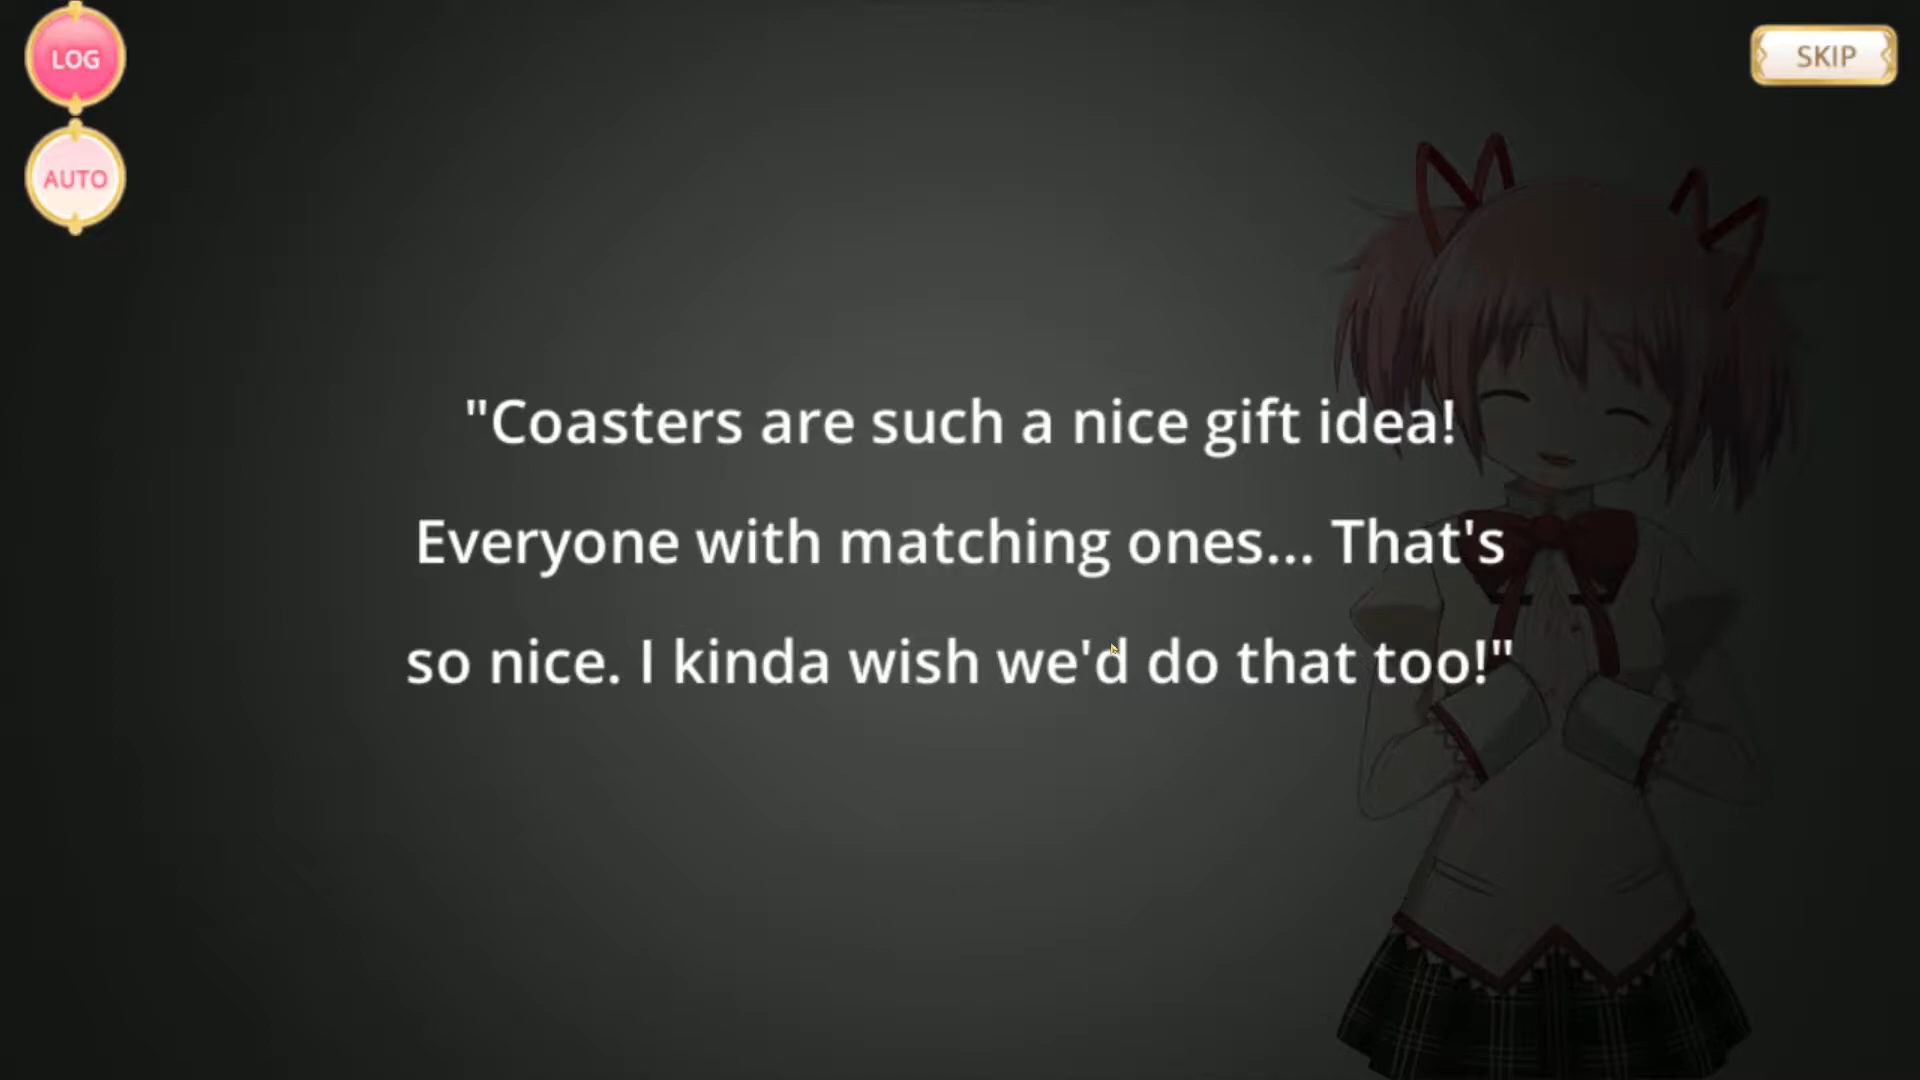 LOG
SKIP
AUTO
"Coasters are such a nice gift idea!
Everyone with matching ones... That's
so nice. I kinda wish we'd do that too!"